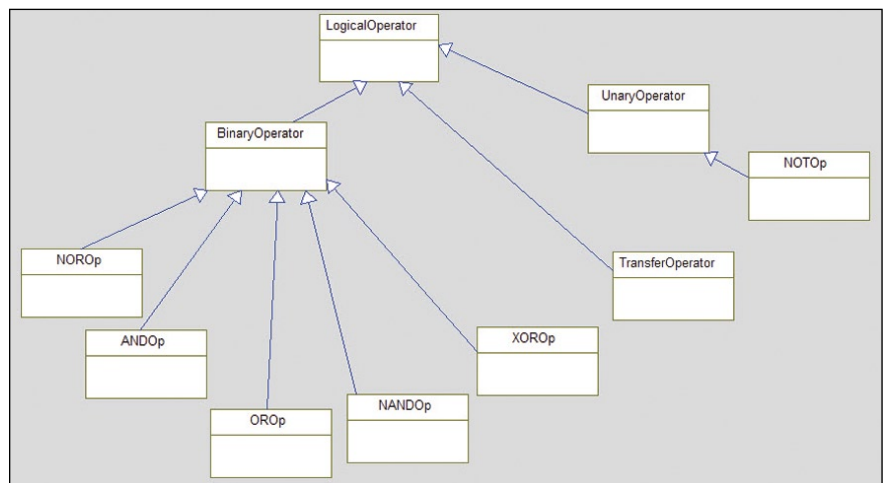 LogicalOperator
UnaryOperator
BinaryOperator
NOTOp
NOROp
TransferOperator
ANDOp
XOROp
NANDOp
OROp